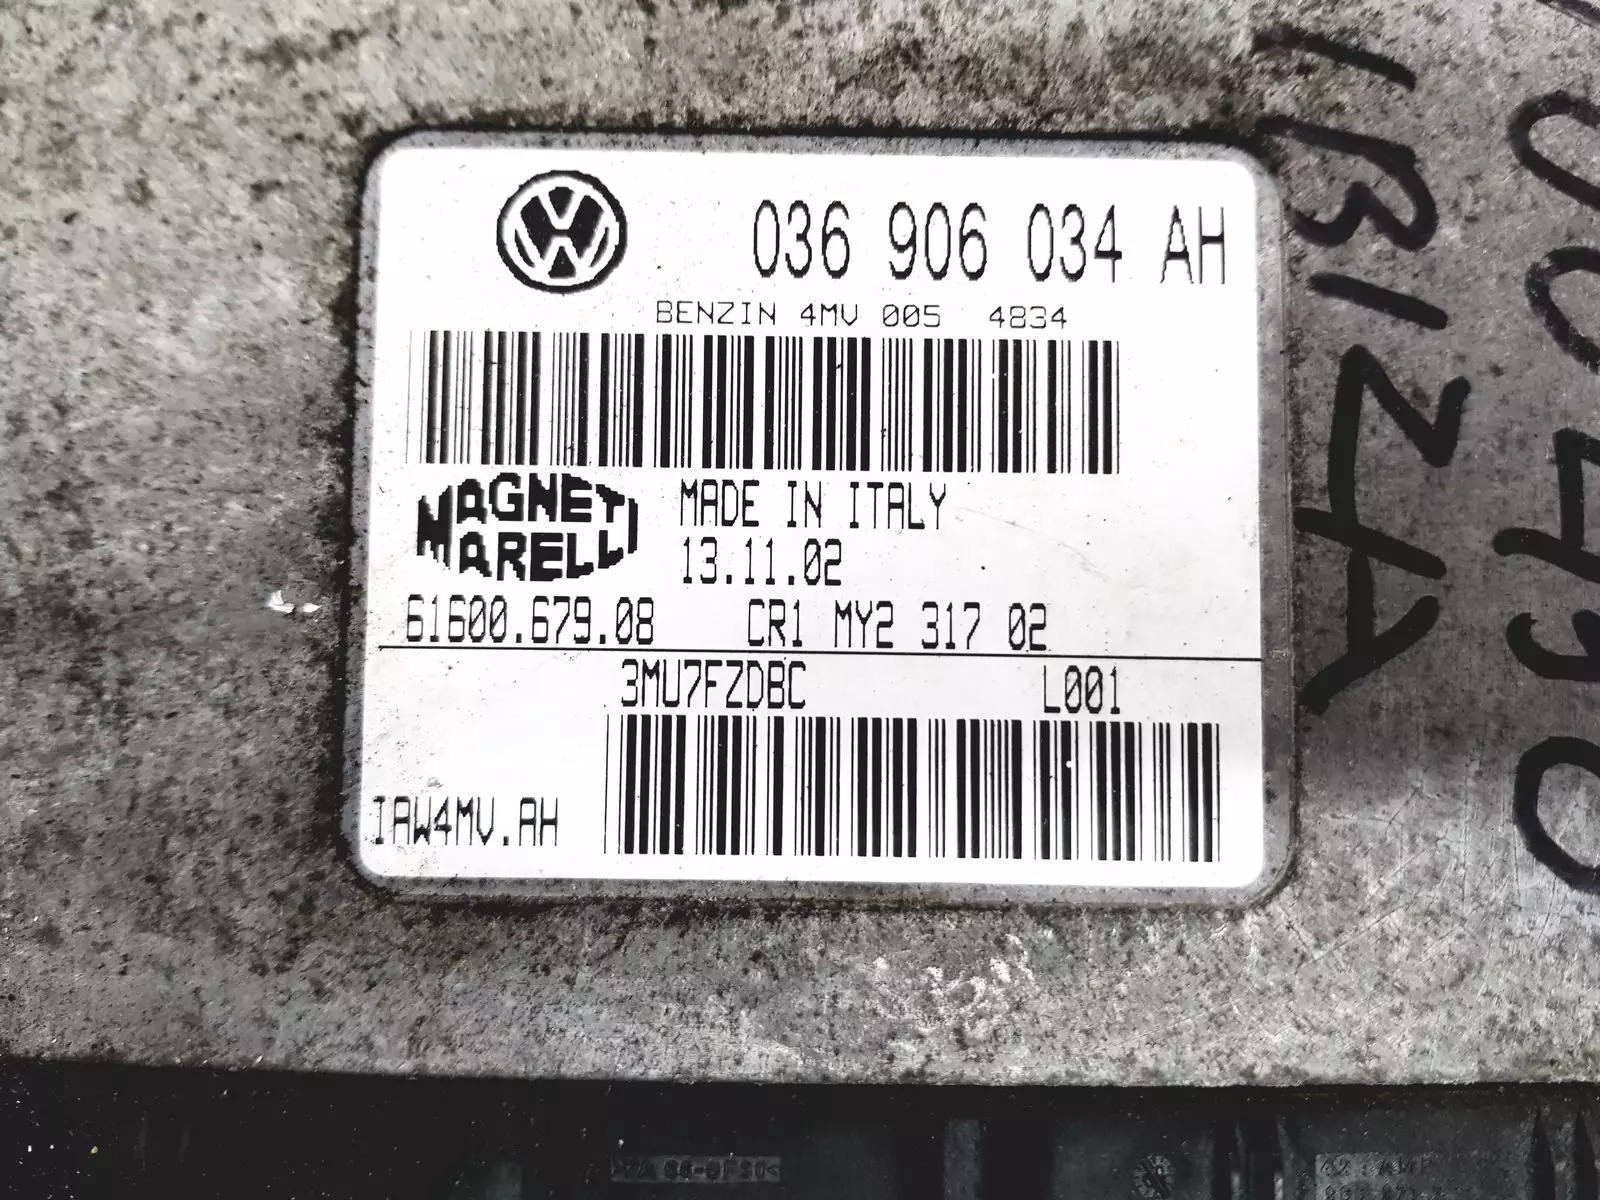 036 906 034 AH
BENZIN 4MV 005 4834
MAGNETI
MARELLI
MADE IN ITALY
13.11.02
61600.679.08 CR1 MY2 317 02
3MU7FZDBC L001
IAW4MV.AH
IBIZA